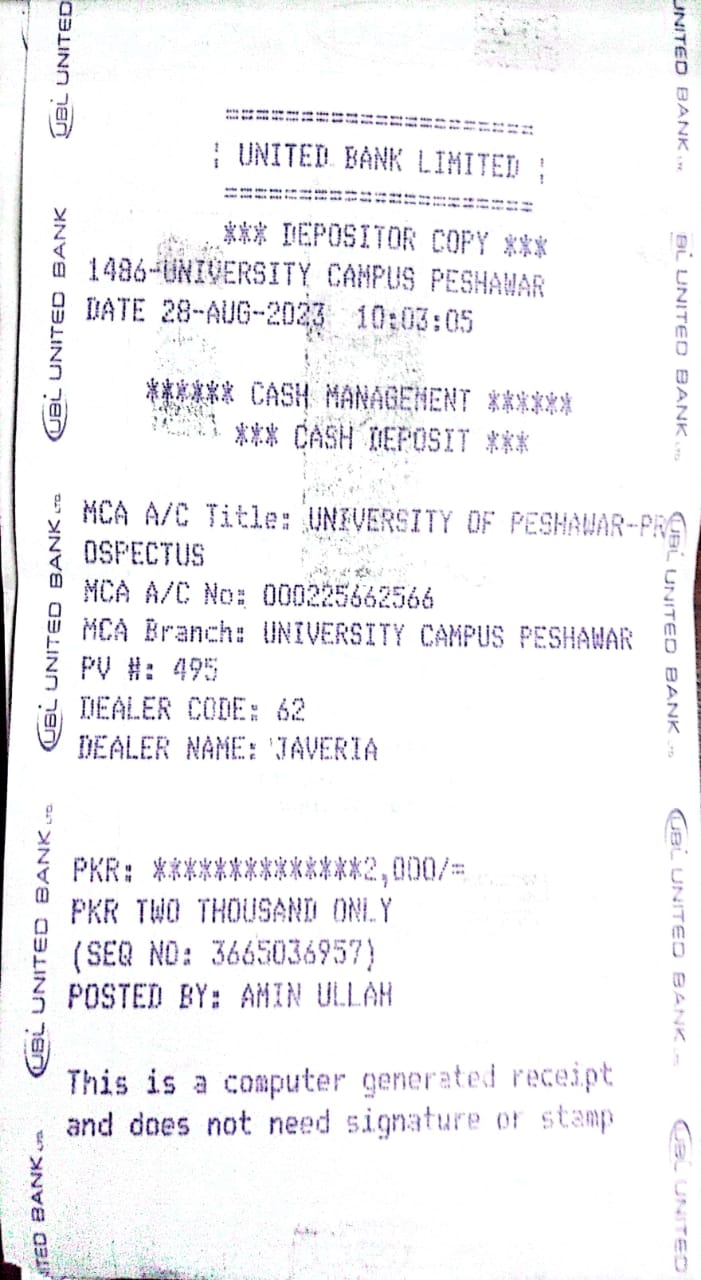 ======================
¦ UNITED BANK LIMITED ¦
======================
*** DEPOSITOR COPY ***
1486-UNIVERSITY CAMPUS PESHAWAR
DATE 28-AUG-2023 10:03:05
****** CASH MANAGEMENT ******
*** CASH DEPOSIT ***
MCA A/C Title: UNIVERSITY OF PESHAWAR-PR
OSPECTUS
MCA A/C No: 000225662566
MCA Branch: UNIVERSITY CAMPUS PESHAWAR
PV #: 495
DEALER CODE: 62
DEALER NAME: 'JAVERIA
PKR: **************2,000/=
PKR TWO THOUSAND ONLY
(SEQ NO: 3665036957)
POSTED BY: AMIN ULLAH
This is a computer generated receipt
and does not need signature or stamp
UBL UNITED
UBL UNITED BANK
UBL UNITED BANK LTD.
UBL UNITED BANK LTD.
UNITED BANK LTD.
UNITED BANK
UBL UNITED BANK LTD.
UBL UNITED BANK LTD.
UBL UNITED BANK
UBL UNITED